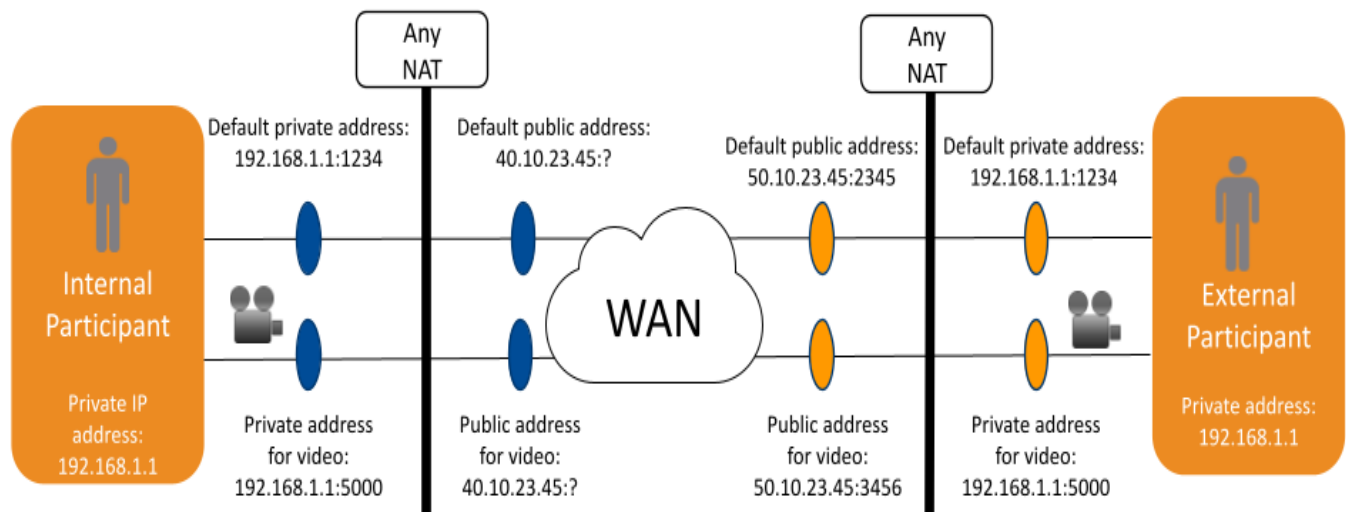 Any
NAT
Any
NAT
Default private address:
192.168.1.1:1234
Default public address:
40.10.23.45:?
Default public address:
50.10.23.45:2345
Default private address:
192.168.1.1:1234
Internal
Participant
Private IP
address:
192.168.1.1
WAN
External
Participant
Private address:
192.168.1.1
Private address
for video:
192.168.1.1:5000
Public address
for video:
40.10.23.45:?
Public address
for video:
50.10.23.45:3456
Private address
for video:
192.168.1.1:5000